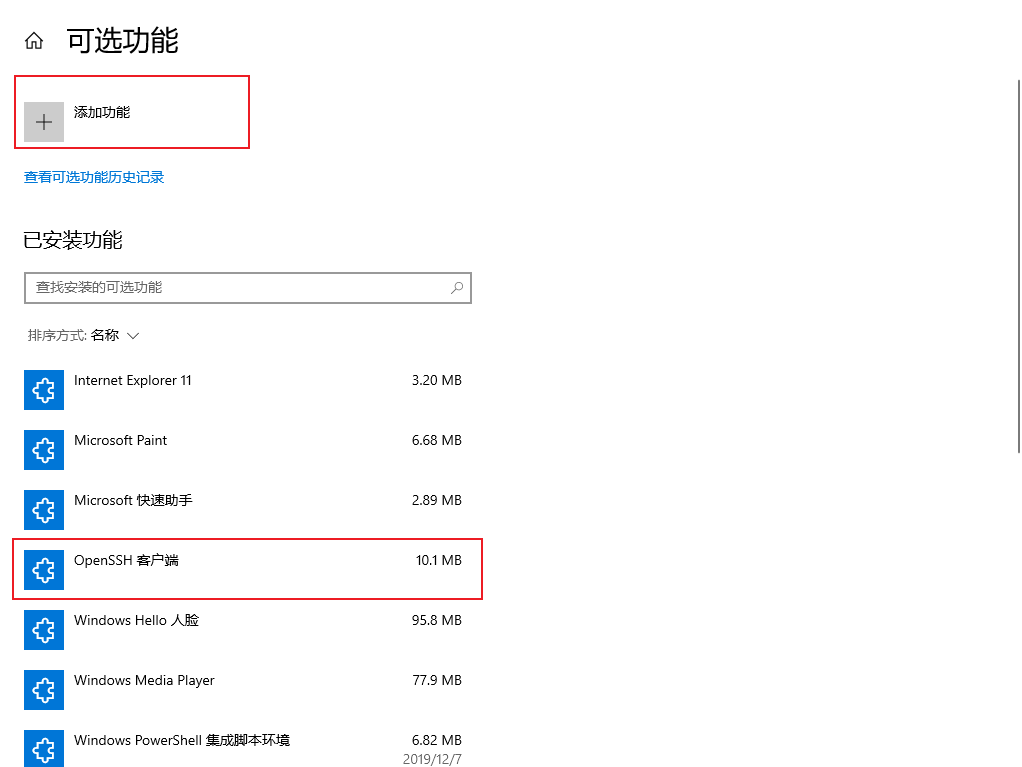 可选功能
添加功能
查看可选功能历史记录
已安装功能
查找安装的可选功能
排序方式: 名称
Internet Explorer 11 3.20 MB
Microsoft Paint 6.68 MB
Microsoft 快速助手 2.89 MB
OpenSSH 客户端 10.1 MB
Windows Hello 人脸 95.8 MB
Windows Media Player 77.9 MB
Windows PowerShell 集成脚本环境 6.82 MB
2019/12/7